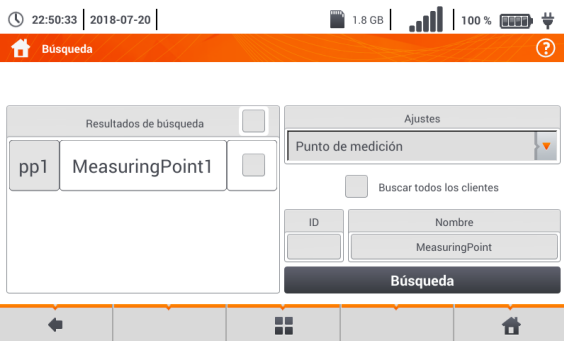 22:50:33 2018-07-20 1.8 GB 100 %
Búsqueda
Resultados de búsqueda
pp1 MeasuringPoint1
Ajustes
Punto de medición
Buscar todos los clientes
ID Nombre
MeasuringPoint
Búsqueda